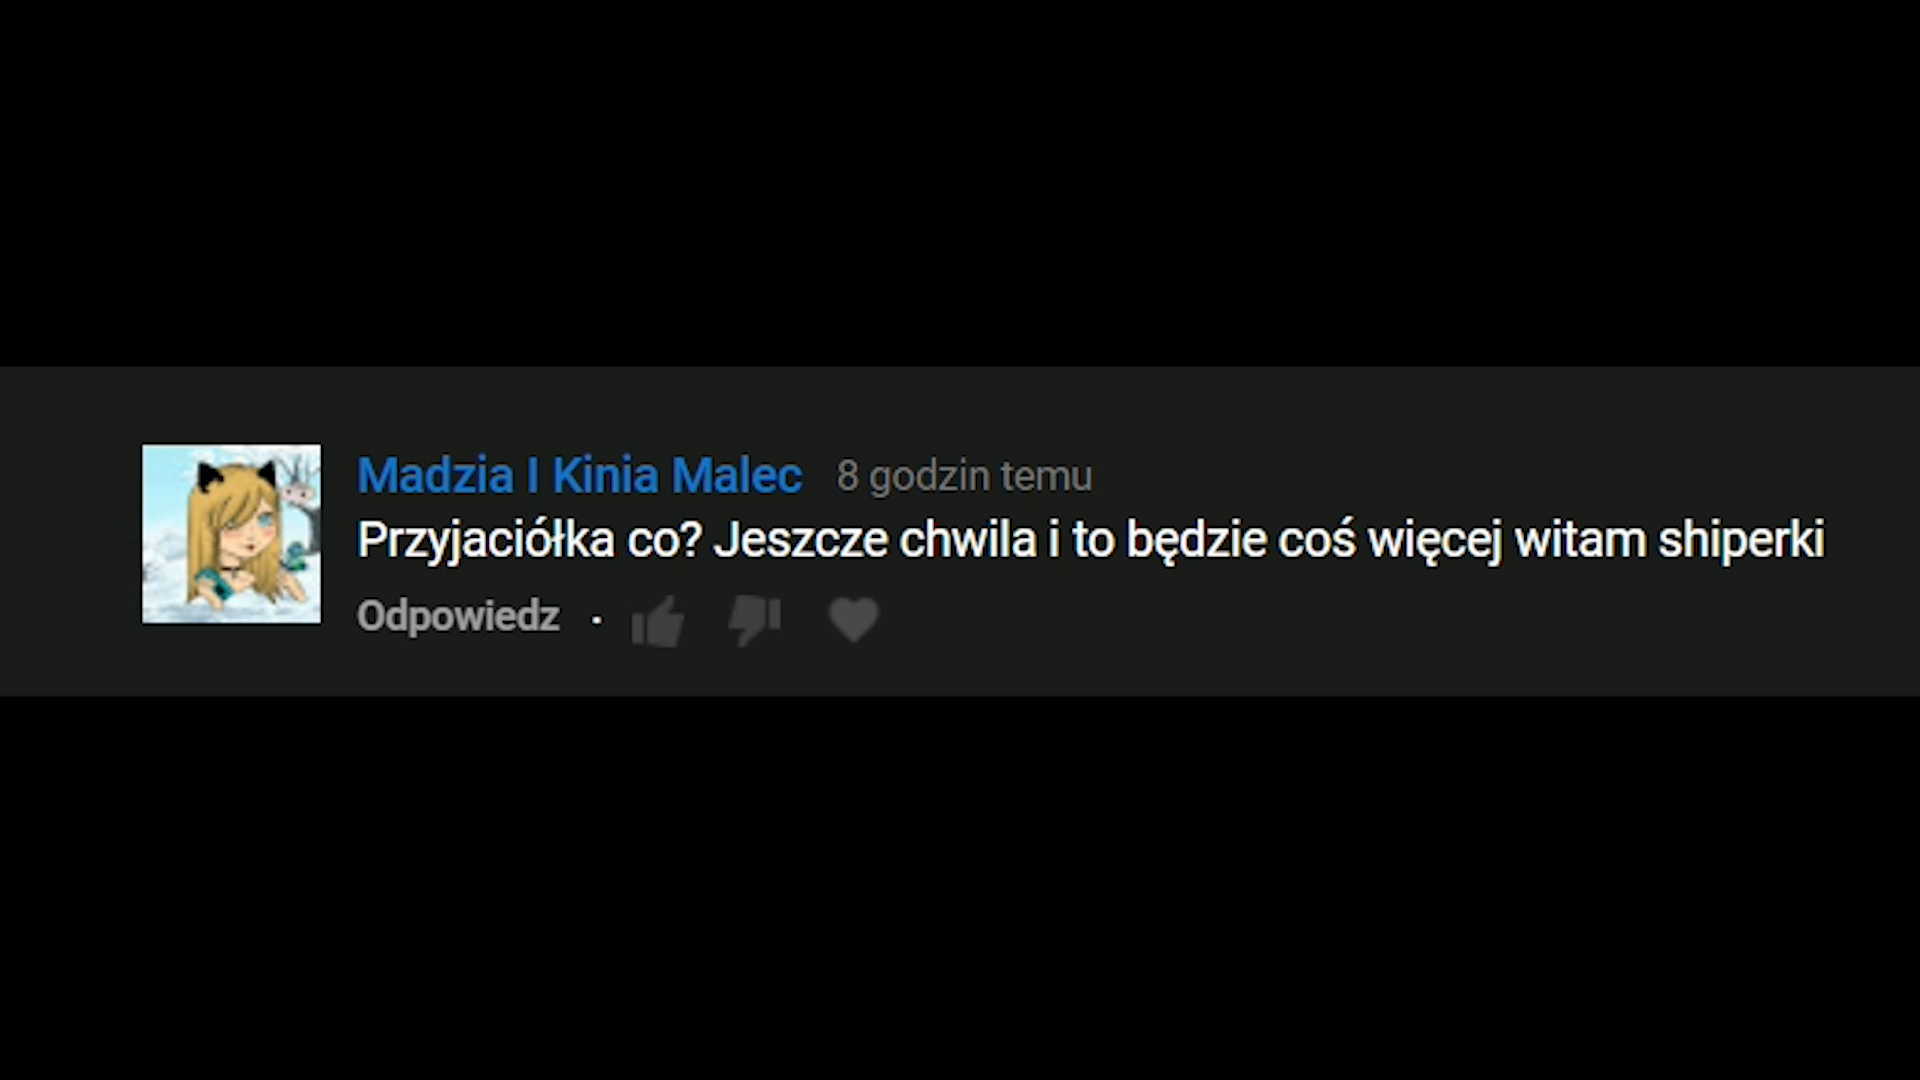 Madzia I Kinia Malec 8 godzin temu
Przyjaciółka co? Jeszcze chwila i to będzie coś więcej witam shiperki
Odpowiedz ·